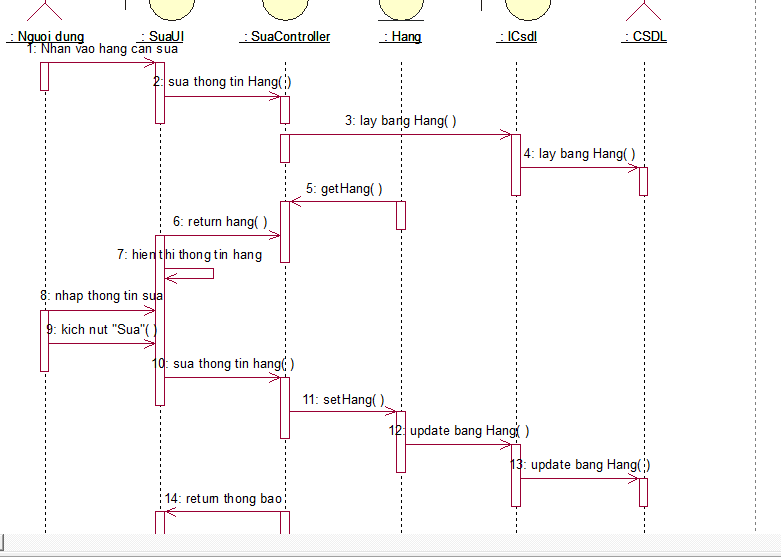 : Nguoi dung : SuaUI : SuaController : Hang : ICsdl : CSDL
1: Nhan vao hang can sua
2: sua thong tin Hang( )
3: lay bang Hang( )
4: lay bang Hang( )
5: getHang( )
6: return hang( )
7: hien thi thong tin hang
8: nhap thong tin sua
9: kich nut "Sua"( )
10: sua thong tin hang( )
11: setHang( )
12: update bang Hang( )
13: update bang Hang( )
14: return thong bao